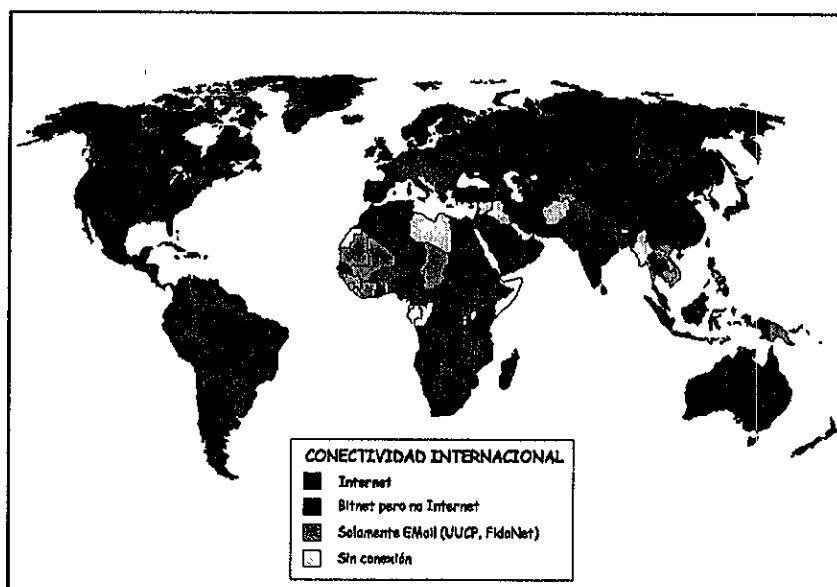 CONECTIVIDAD INTERNACIONAL
Internet
Bitnet pero no Internet
Solamente EMail (UUCP, FidoNet)
Sin conexión